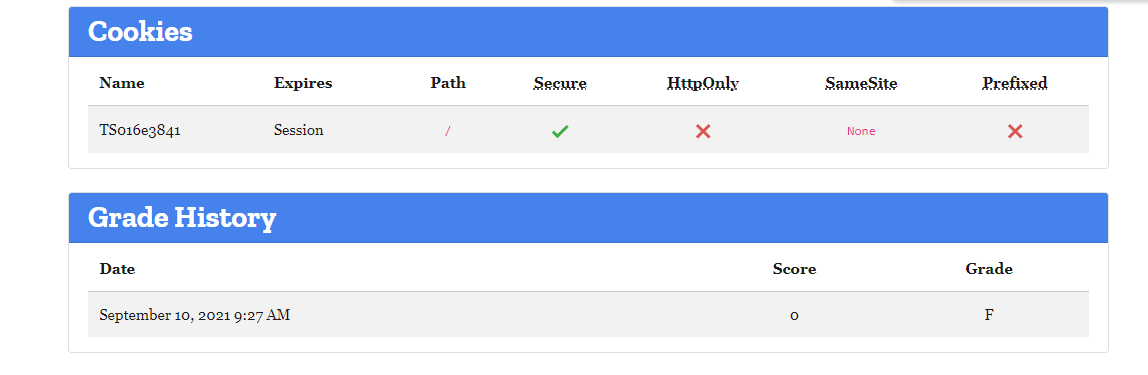 Cookies
Name Expires Path Secure HttpOnly SameSite Prefixed
TS016e3841 Session / None
Grade History
Date Score Grade
September 10, 2021 9:27 AM 0 F